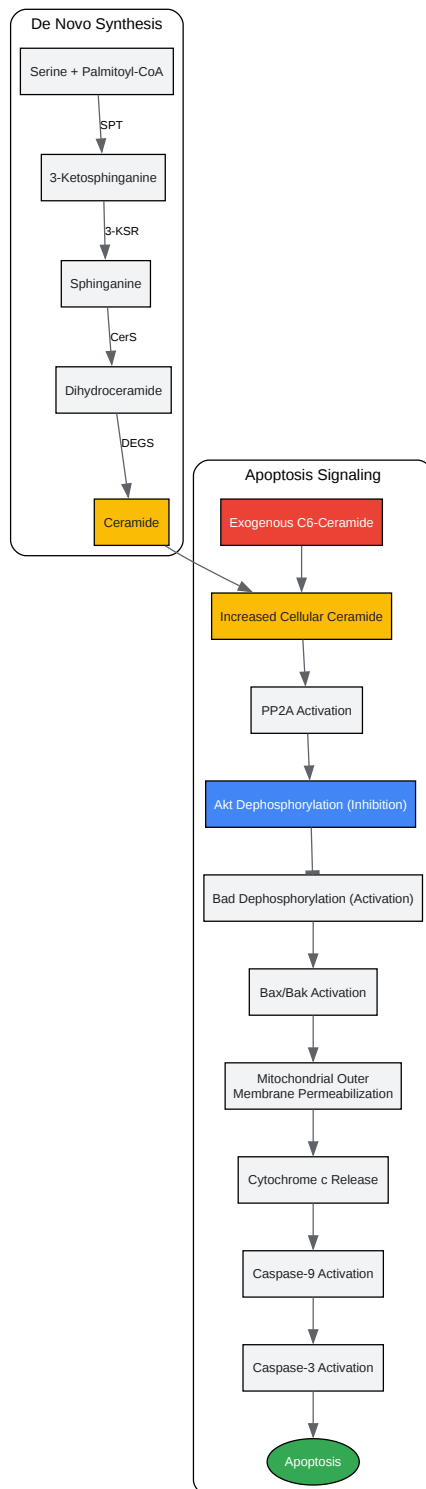 De Novo Synthesis
Serine + Palmitoyl-CoA
SPT
3-Ketosphinganine
3-KSR
Sphinganine
CerS
Dihydroceramide
DEGS
Ceramide
Apoptosis Signaling
Exogenous C6-Ceramide
Increased Cellular Ceramide
PP2A Activation
Akt Dephosphorylation (Inhibition)
Bad Dephosphorylation (Activation)
Bax/Bak Activation
Mitochondrial Outer
Membrane Permeabilization
Cytochrome c Release
Caspase-9 Activation
Caspase-3 Activation
Apoptosis